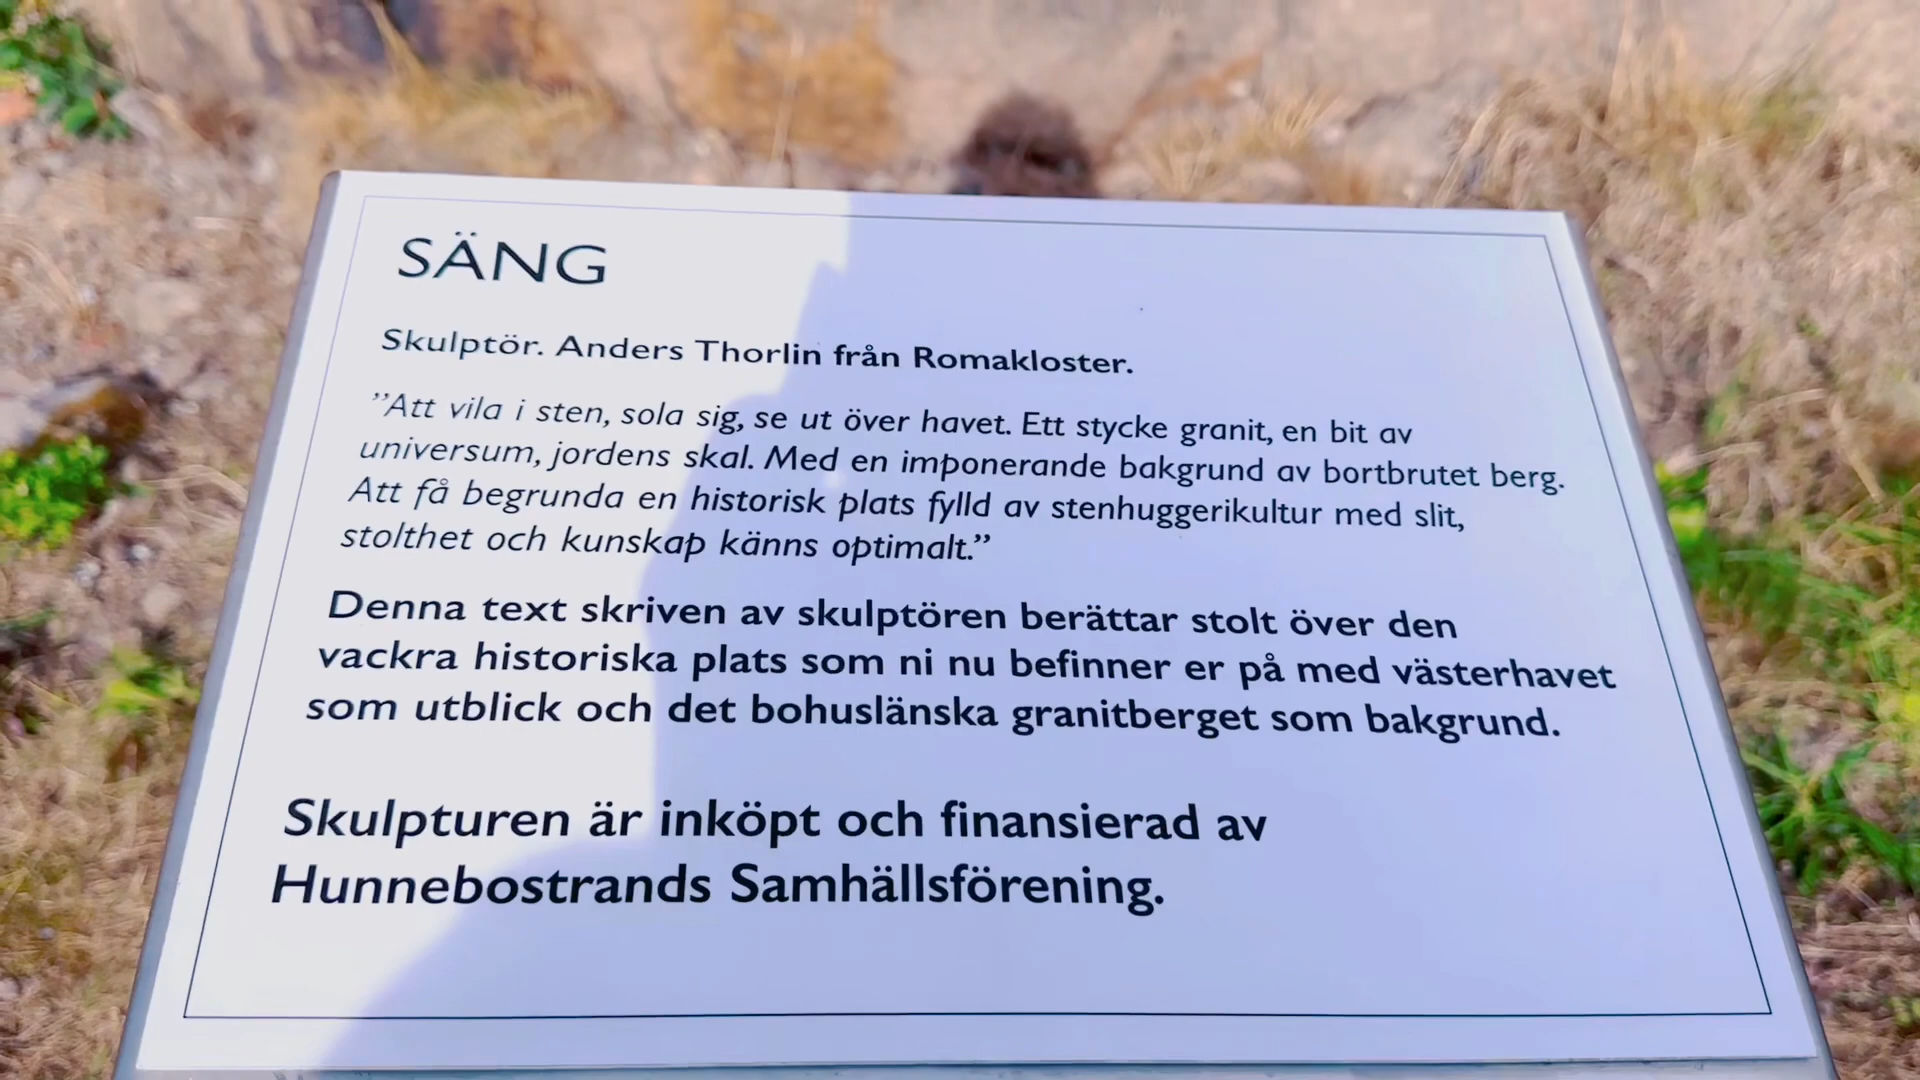 SÄNG
Skulptör. Anders Thorlin från Romakloster.
”Att vila i sten, sola sig, se ut över havet. Ett stycke granit, en bit av
universum, jordens skal. Med en imponerande bakgrund av bortbrutet berg.
Att få begrunda en historisk plats fylld av stenhuggerikultur med slit,
stolthet och kunskap känns optimalt.”
Denna text skriven av skulptören berättar stolt över den
vackra historiska plats som ni nu befinner er på med västerhavet
som utblick och det bohuslänska granitberget som bakgrund.
Skulpturen är inköpt och finansierad av
Hunnebostrands Samhällsförening.